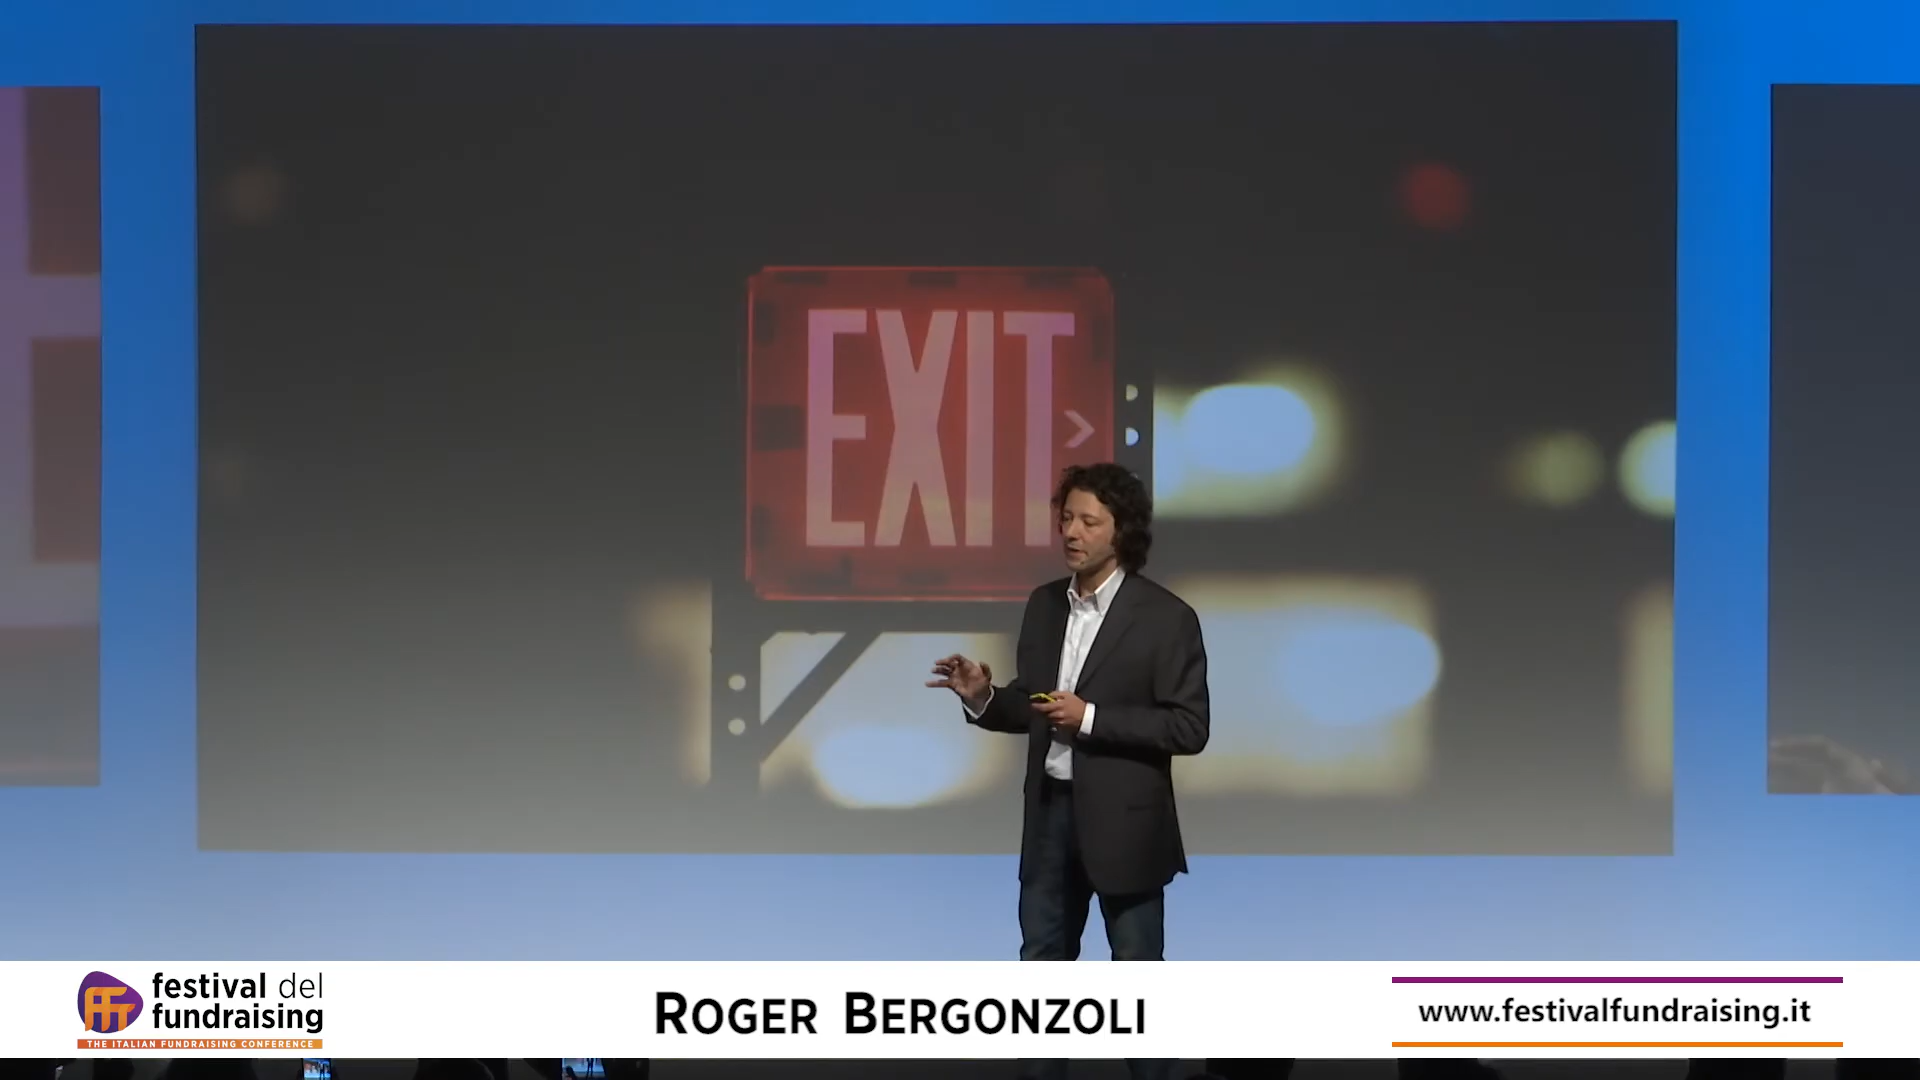 EXIT >
festival del
fundraising
THE ITALIAN FUNDRAISING CONFERENCE
ROGER BERGONZOLI
www.festivalfundraising.it